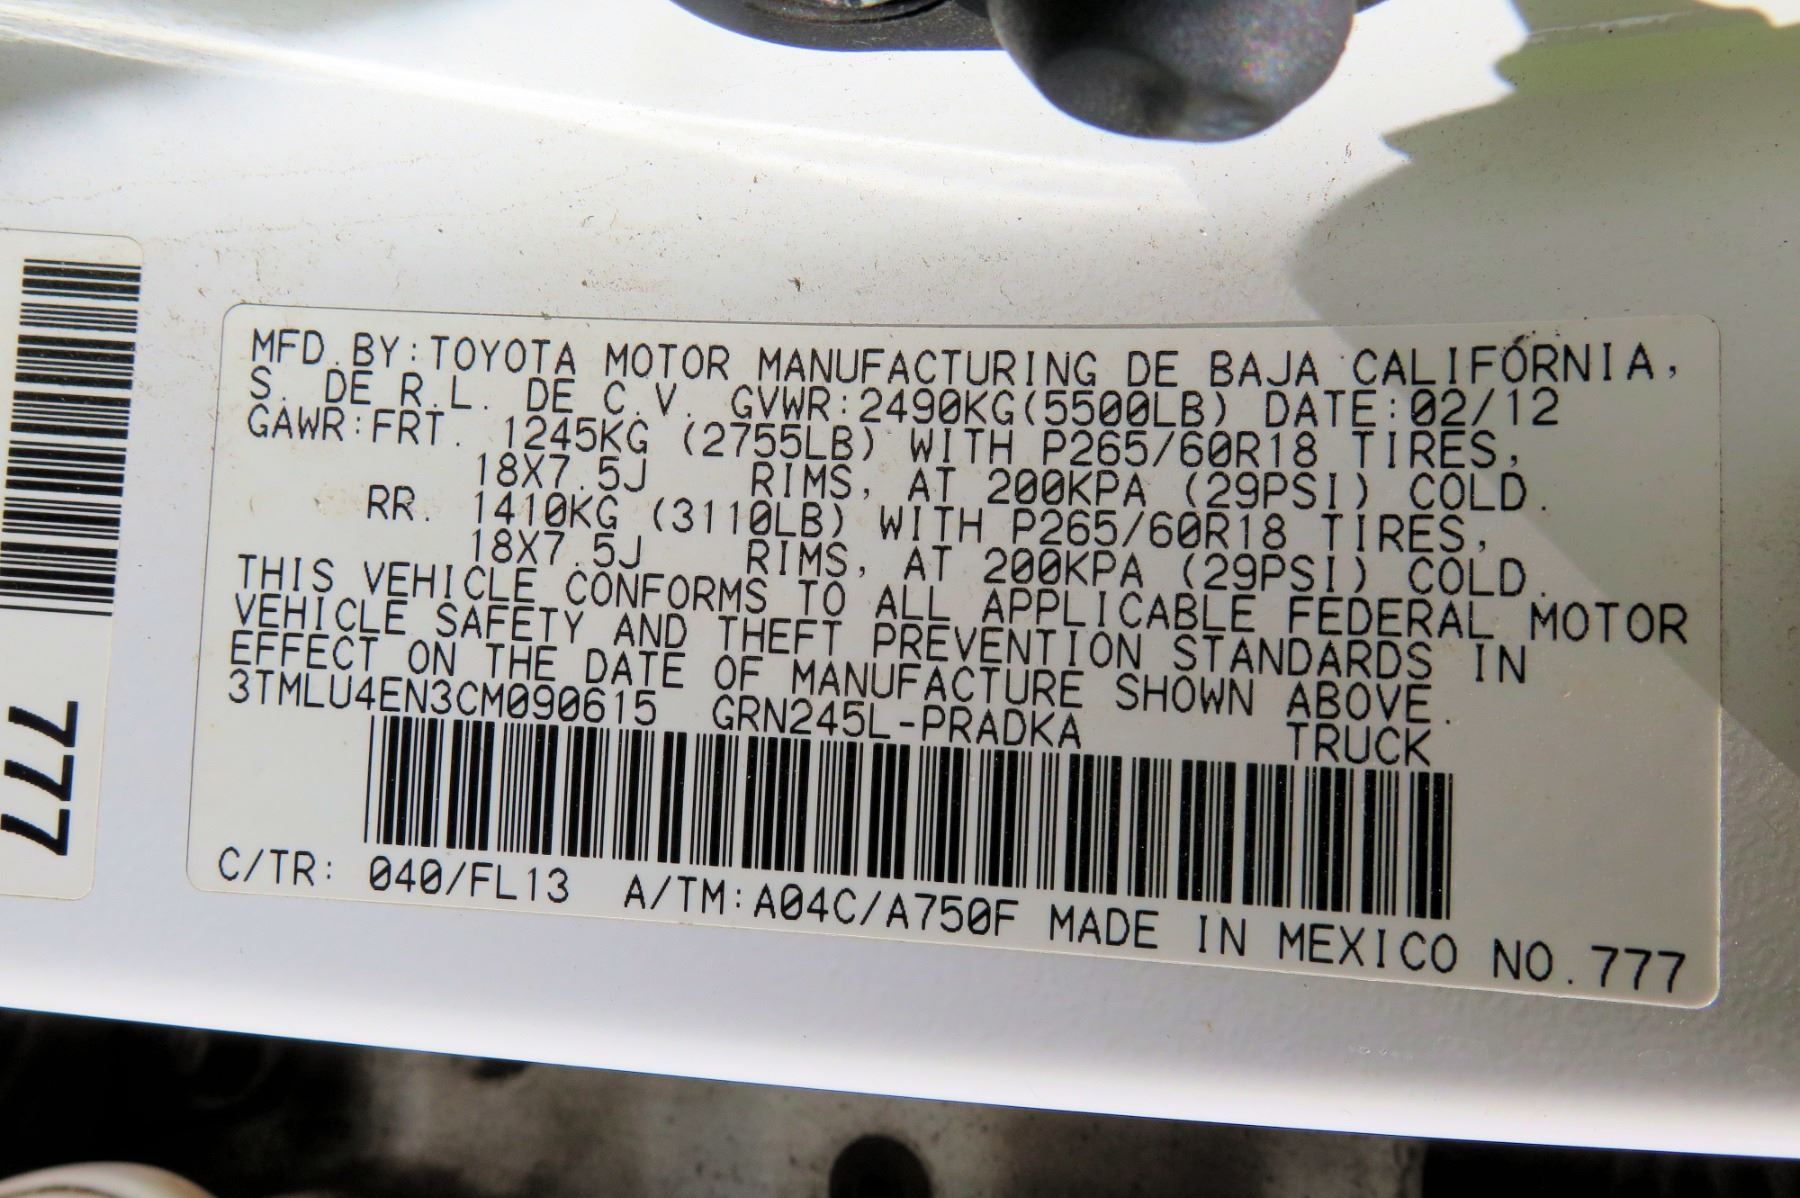 MFD.BY:TOYOTA MOTOR MANUFACTURING DE BAJA CALIFORNIA,
S. DE R.L. DE C.V. GVWR:2490KG(5500LB) DATE:02/12
GAWR:FRT. 1245KG (2755LB) WITH P265/60R18 TIRES,
18X7.5J RIMS, AT 200KPA (29PSI) COLD.
RR. 1410KG (3110LB) WITH P265/60R18 TIRES,
18X7.5J RIMS, AT 200KPA (29PSI) COLD.
THIS VEHICLE CONFORMS TO ALL APPLICABLE FEDERAL MOTOR
VEHICLE SAFETY AND THEFT PREVENTION STANDARDS IN
EFFECT ON THE DATE OF MANUFACTURE SHOWN ABOVE.
3TMLU4EN3CM090615 GRN245L-PRADKA TRUCK
C/TR: 040/FL13 A/TM:A04C/A750F MADE IN MEXICO NO.777
777